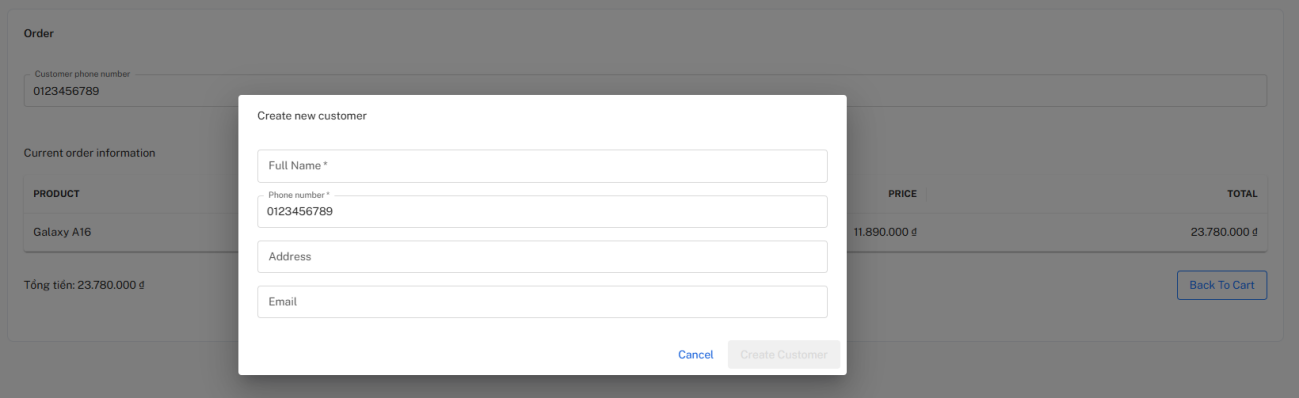 Order
Customer phone number
0123456789
Create new customer
Full Name *
Phone number *
0123456789
Address
Email
Cancel
Create Customer
Current order information
PRODUCT
PRICE
TOTAL
Galaxy A16
11.890.000 ₫
23.780.000 ₫
Tổng tiền: 23.780.000 ₫
Back To Cart